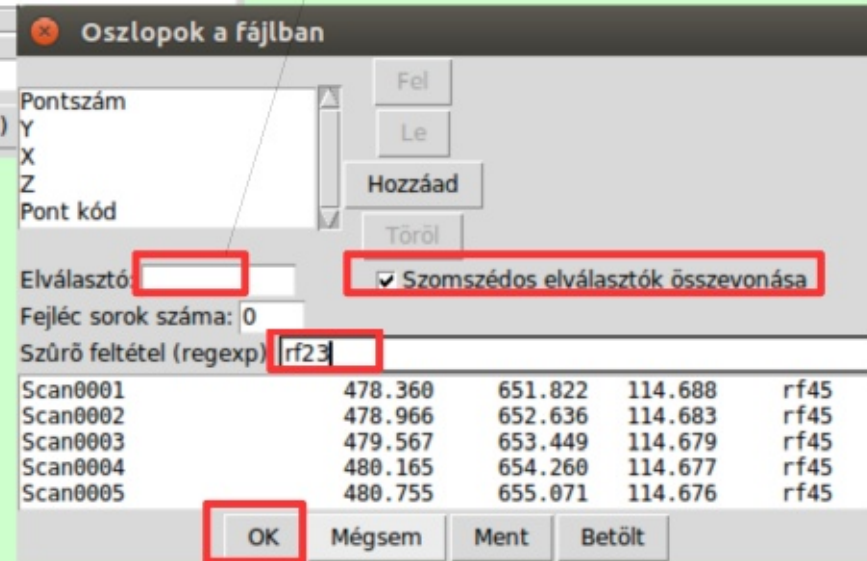 Oszlopok a fájlban
Pontszám
Y
X
Z
Pont kód
)
Fel
Le
Hozzáad
Töröl
Elválasztó:
Szomszédos elválasztók összevonása
Fejléc sorok száma: 0
Szûrõ feltétel (regexp) rf23
Scan0001 478.360 651.822 114.688 rf45
Scan0002 478.966 652.636 114.683 rf45
Scan0003 479.567 653.449 114.679 rf45
Scan0004 480.165 654.260 114.677 rf45
Scan0005 480.755 655.071 114.676 rf45
OK Mégsem Ment Betölt